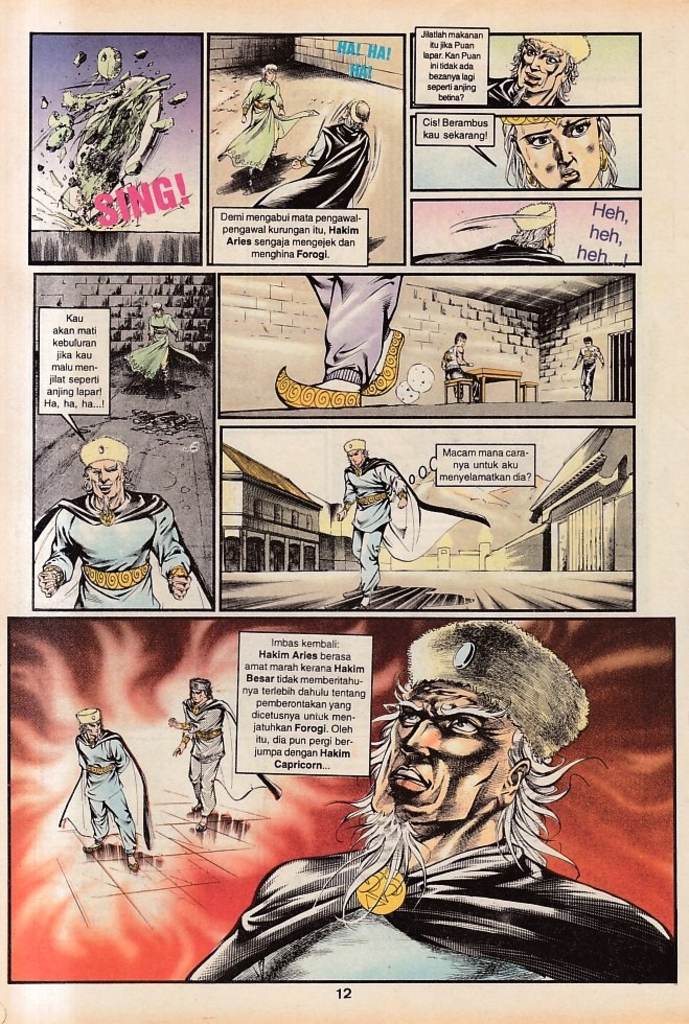 SING!
HA! HA!
HA!
Demi mengabui mata pengawal-
pengawal kurungan itu, Hakim
Aries sengaja mengejek dan
menghina Forogi.
Jilatlah makanan
itu jika Puan
lapar. Kan Puan
ini tidak ada
bezanya lagi
seperti anjing
betina?
Cis! Berambus
kau sekarang!
Heh,
heh,
heh...!
Kau
akan mati
kebuluran
jika kau
malu men-
jilat seperti
anjing lapar!
Ha, ha, ha...!
Macam mana cara-
nya untuk aku
menyelamatkan dia?
Imbas kembali:
Hakim Aries berasa
amat marah kerana Hakim
Besar tidak memberitahu-
nya terlebih dahulu tentang
pemberontakan yang
dicetusnya untuk men-
jatuhkan Forogi. Oleh
itu, dia pun pergi ber-
jumpa dengan Hakim
Capricorn...
12